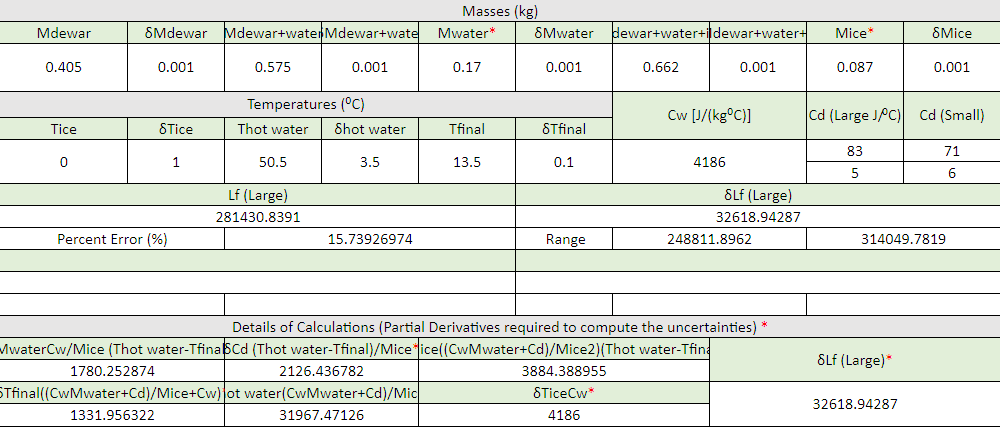 Masses (kg)
Mdewar δMdewar Mdewar+water δMdewar+wate Mwater* δMwater dewar+water+i dewar+water+ Mice* δMice
0.405 0.001 0.575 0.001 0.17 0.001 0.662 0.001 0.087 0.001
Temperatures (⁰C) Cw [J/(kg⁰C)] Cd (Large J/⁰C) Cd (Small)
Tice δTice Thot water δhot water Tfinal δTfinal
0 1 50.5 3.5 13.5 0.1 4186 83 71
5 6
Lf (Large) δLf (Large)
281430.8391 32618.94287
Percent Error (%) 15.73926974 Range 248811.8962 314049.7819
Details of Calculations (Partial Derivatives required to compute the uncertainties) *
MwaterCw/Mice (Thot water-Tfinal δCd (Thot water-Tfinal)/Mice* ice((CwMwater+Cd)/Mice2)(Thot water-Tfina δLf (Large)*
1780.252874 2126.436782 3884.388955
δTfinal((CwMwater+Cd)/Mice+Cw) ot water(CwMwater+Cd)/Mic δTiceCw* 32618.94287
1331.956322 31967.47126 4186